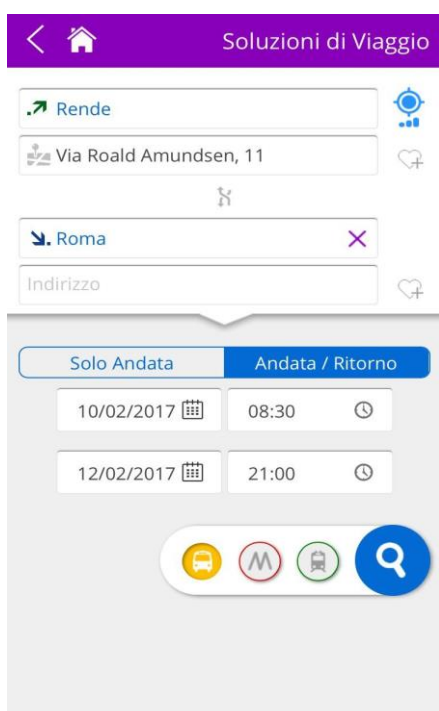 Soluzioni di Viaggio
Rende
Via Roald Amundsen, 11
Roma
Indirizzo
Solo Andata
Andata / Ritorno
10/02/2017
08:30
12/02/2017
21:00
M